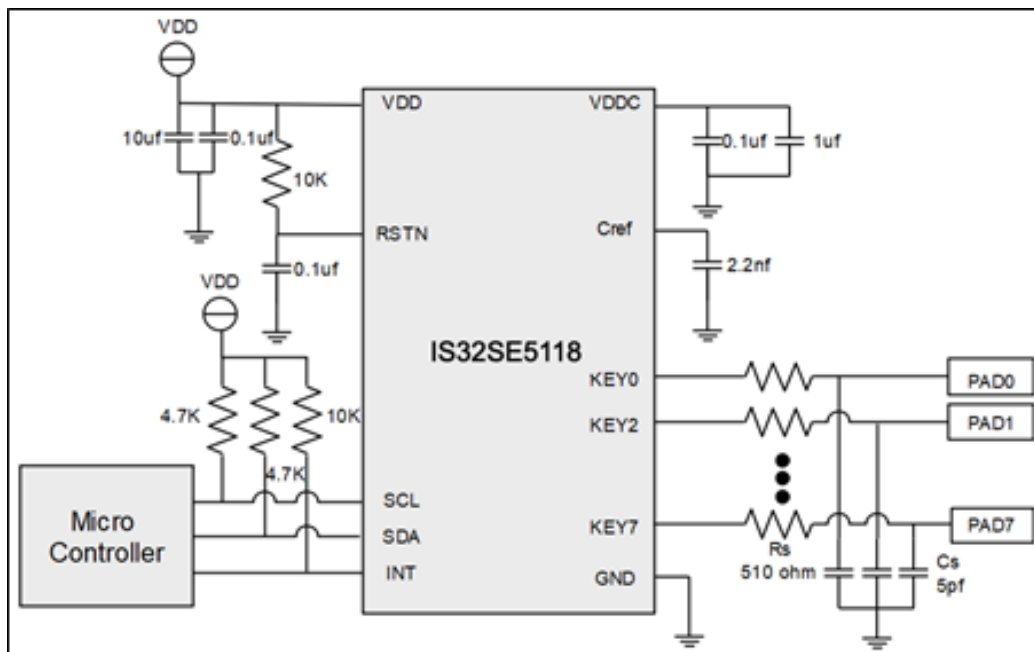 VDD
VDD
VDDC
10uf
0.1uf
0.1uf
1uf
10K
RSTN
Cref
0.1uf
2.2nf
VDD
IS32SE5118
KEY0
PAD0
4.7K
10K
KEY2
PAD1
4.7K
SCL
Micro
Controller
SDA
KEY7
PAD7
Rs
510 ohm
INT
GND
Cs
5pf